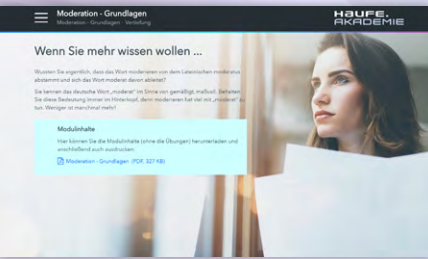 Moderation - Grundlagen
Moderation - Grundlagen Vertiefung
HAUFE.
AKADEMIE
Wenn Sie mehr wissen wollen ...
Wussten Sie eigentlich, dass das Wort moderieren von dem Lateinischen moderatus
abstammt und sich das Wort moderat davon ableitet?
Sie kennen das deutsche Wort „moderat" im Sinne von gemäßigt, maßvoll. Behalten
Sie diese Bedeutung immer im Hinterkopf, denn moderieren hat viel mit „moderat" zu
tun. Weniger ist manchmal mehr!
Modulinhalte
Hier können Sie die Modulinhalte (ohne die Übungen) herunterladen und
anschließend auch ausdrucken:
Moderation - Grundlagen (PDF, 327 KB)